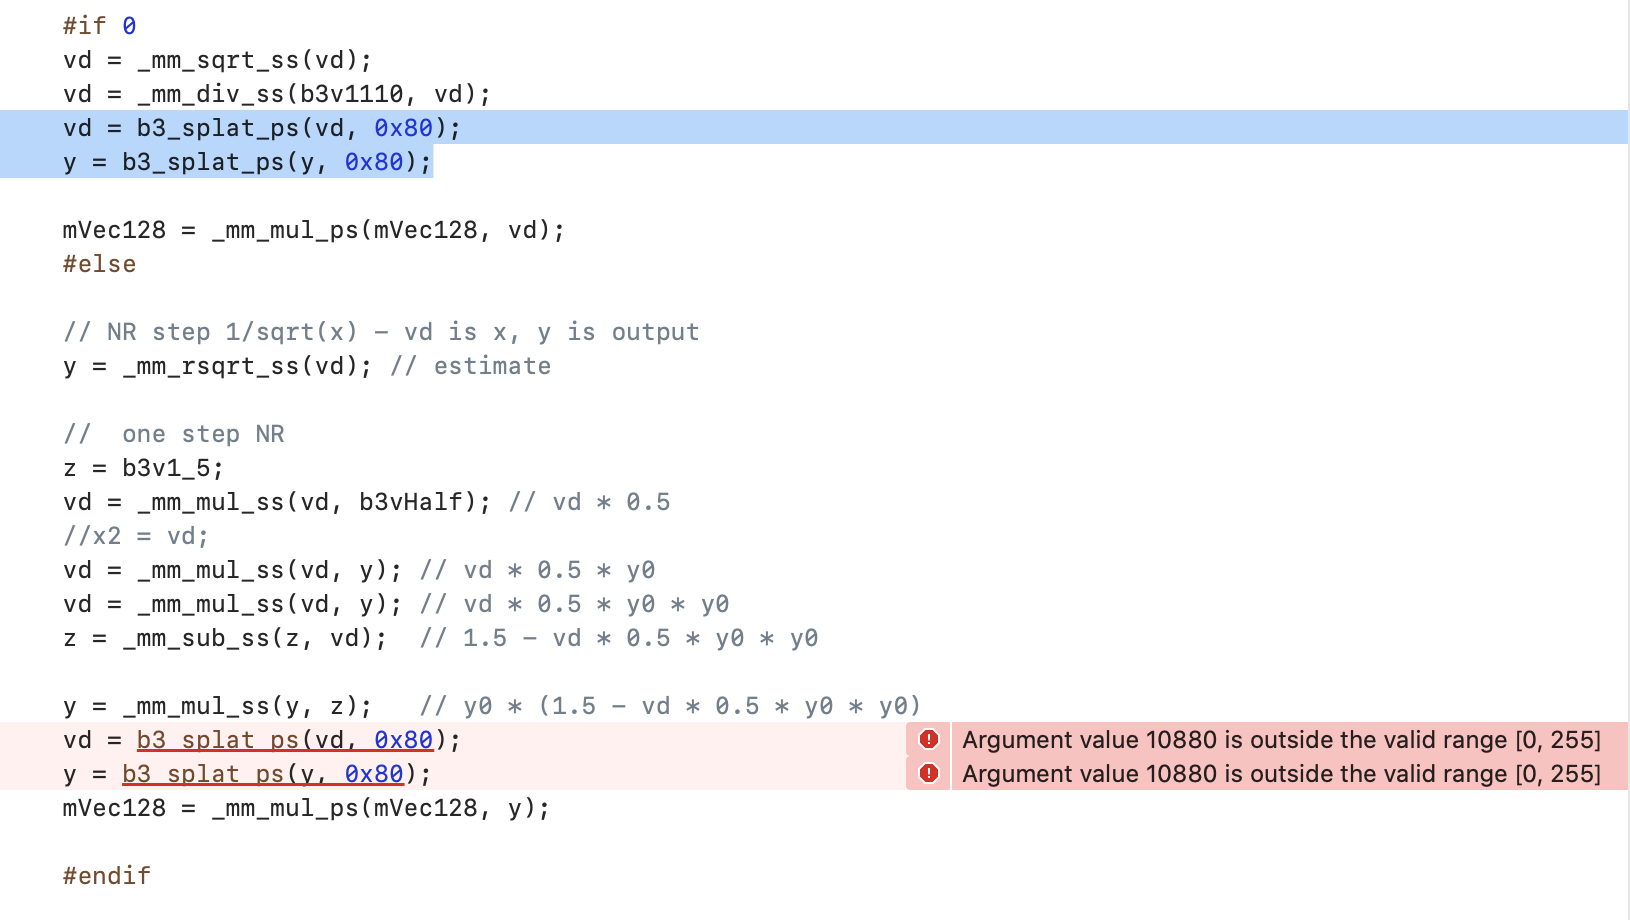 #if 0
vd = _mm_sqrt_ss(vd);
vd = _mm_div_ss(b3v1110, vd);
vd = b3_splat_ps(vd, 0x80);
y = b3_splat_ps(y, 0x80);
mVec128 = _mm_mul_ps(mVec128, vd);
#else
// NR step 1/sqrt(x) – vd is x, y is output
y = _mm_rsqrt_ss(vd); // estimate
//  one step NR
z = b3v1_5;
vd = _mm_mul_ss(vd, b3vHalf); // vd * 0.5
//x2 = vd;
vd = _mm_mul_ss(vd, y); // vd * 0.5 * y0
vd = _mm_mul_ss(vd, y); // vd * 0.5 * y0 * y0
z = _mm_sub_ss(z, vd);  // 1.5 – vd * 0.5 * y0 * y0
y = _mm_mul_ss(y, z);   // y0 * (1.5 – vd * 0.5 * y0 * y0)
vd = b3_splat_ps(vd, 0x80); Argument value 10880 is outside the valid range [0, 255]
y = b3_splat_ps(y, 0x80); Argument value 10880 is outside the valid range [0, 255]
mVec128 = _mm_mul_ps(mVec128, y);
#endif